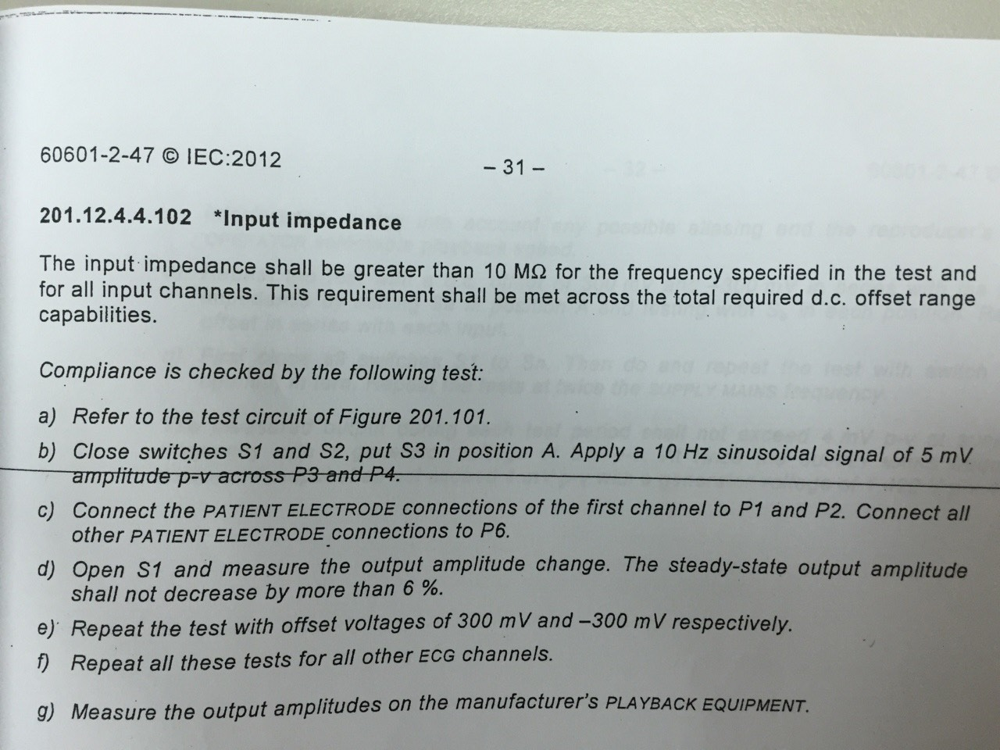 60601-2-47 © IEC:2012
– 31 –
201.12.4.4.102 *Input impedance
The input impedance shall be greater than 10 MΩ for the frequency specified in the test and
for all input channels. This requirement shall be met across the total required d.c. offset range
capabilities.
Compliance is checked by the following test:
a) Refer to the test circuit of Figure 201.101.
b) Close switches S1 and S2, put S3 in position A. Apply a 10 Hz sinusoidal signal of 5 mV
amplitude p-v across P3 and P4.
c) Connect the PATIENT ELECTRODE connections of the first channel to P1 and P2. Connect all
other PATIENT ELECTRODE connections to P6.
d) Open S1 and measure the output amplitude change. The steady-state output amplitude
shall not decrease by more than 6 %.
e) Repeat the test with offset voltages of 300 mV and –300 mV respectively.
f) Repeat all these tests for all other ECG channels.
g) Measure the output amplitudes on the manufacturer's PLAYBACK EQUIPMENT.